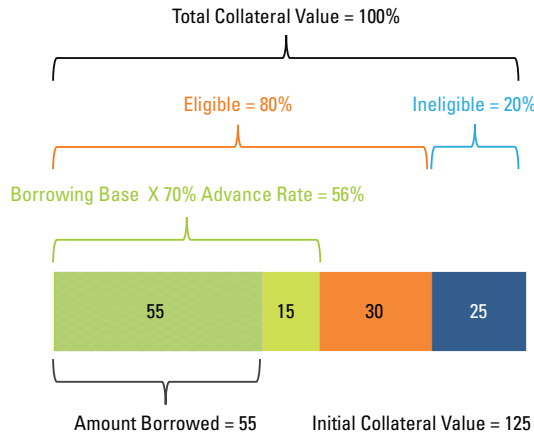 Total Collateral Value = 100%
Eligible = 80%
Ineligible = 20%
Borrowing Base X 70% Advance Rate = 56%
55
15
30
25
Amount Borrowed = 55
Initial Collateral Value = 125